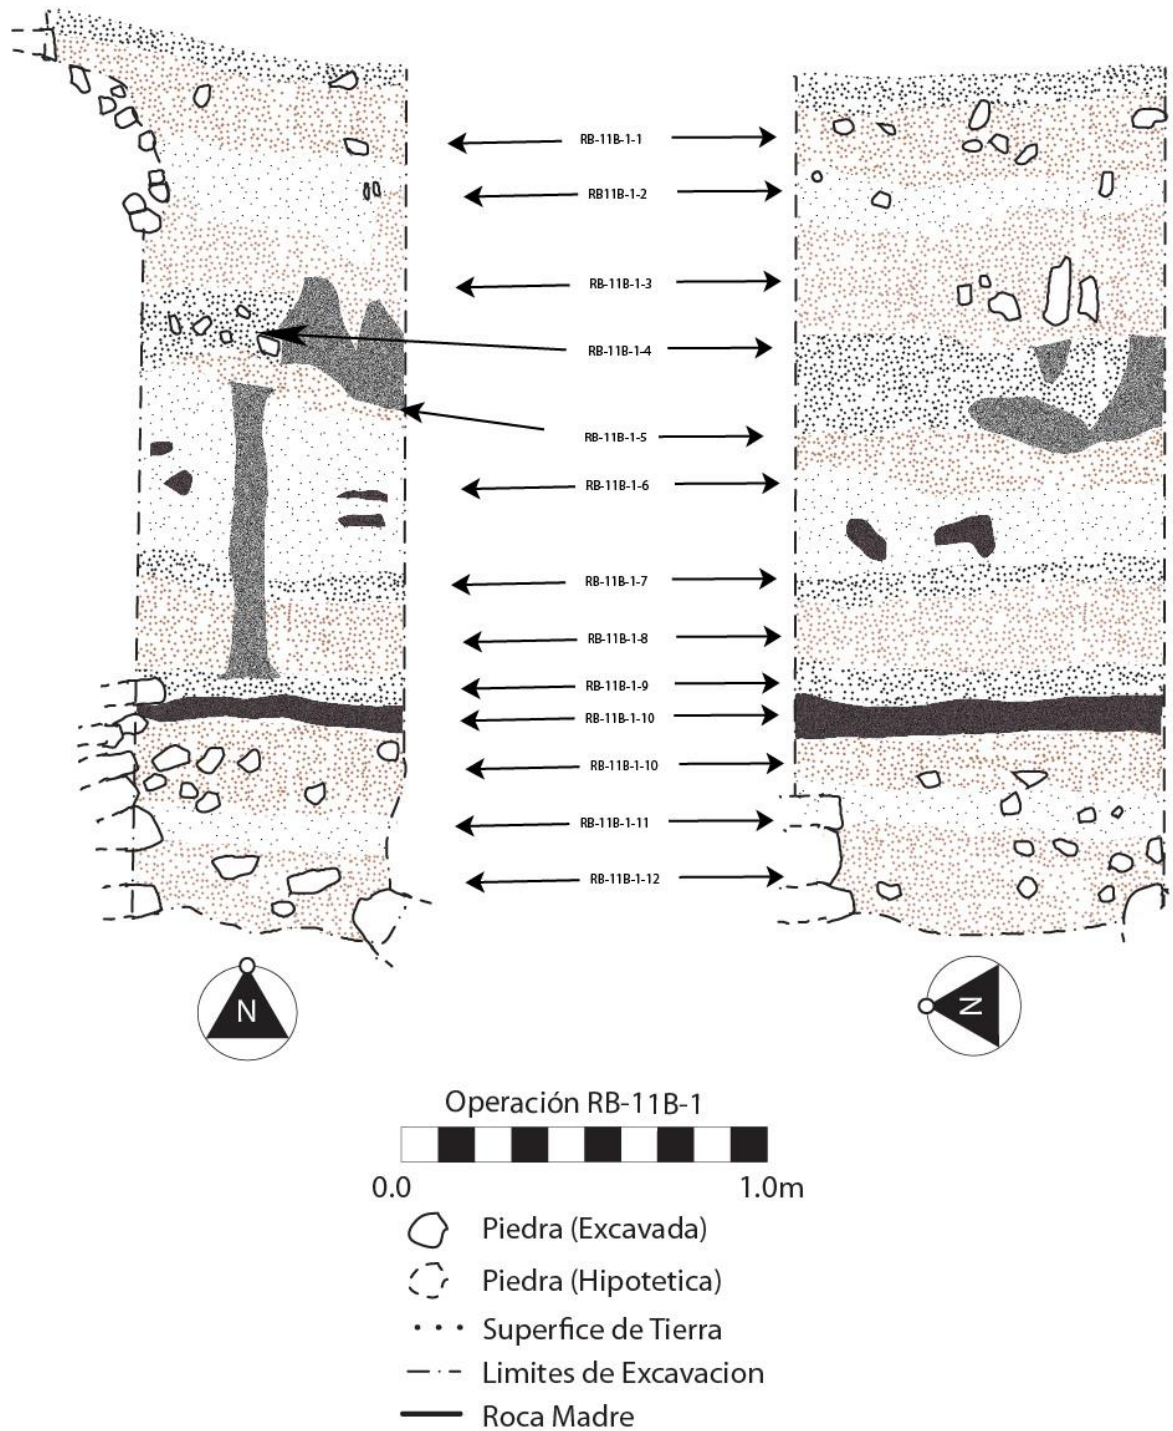 RB-11B-1-1
RB11B-1-2
RB-11B-1-3
RB-11B-1-4
RB-11B-1-5
RB-11B-1-6
RB-11B-1-7
RB-11B-1-8
RB-11B-1-9
RB-11B-1-10
RB-11B-1-10
RB-11B-1-11
RB-11B-1-12
N
N
Operación RB-11B-1
0.0 1.0m
Piedra (Excavada)
Piedra (Hipotetica)
Superfice de Tierra
Limites de Excavacion
Roca Madre